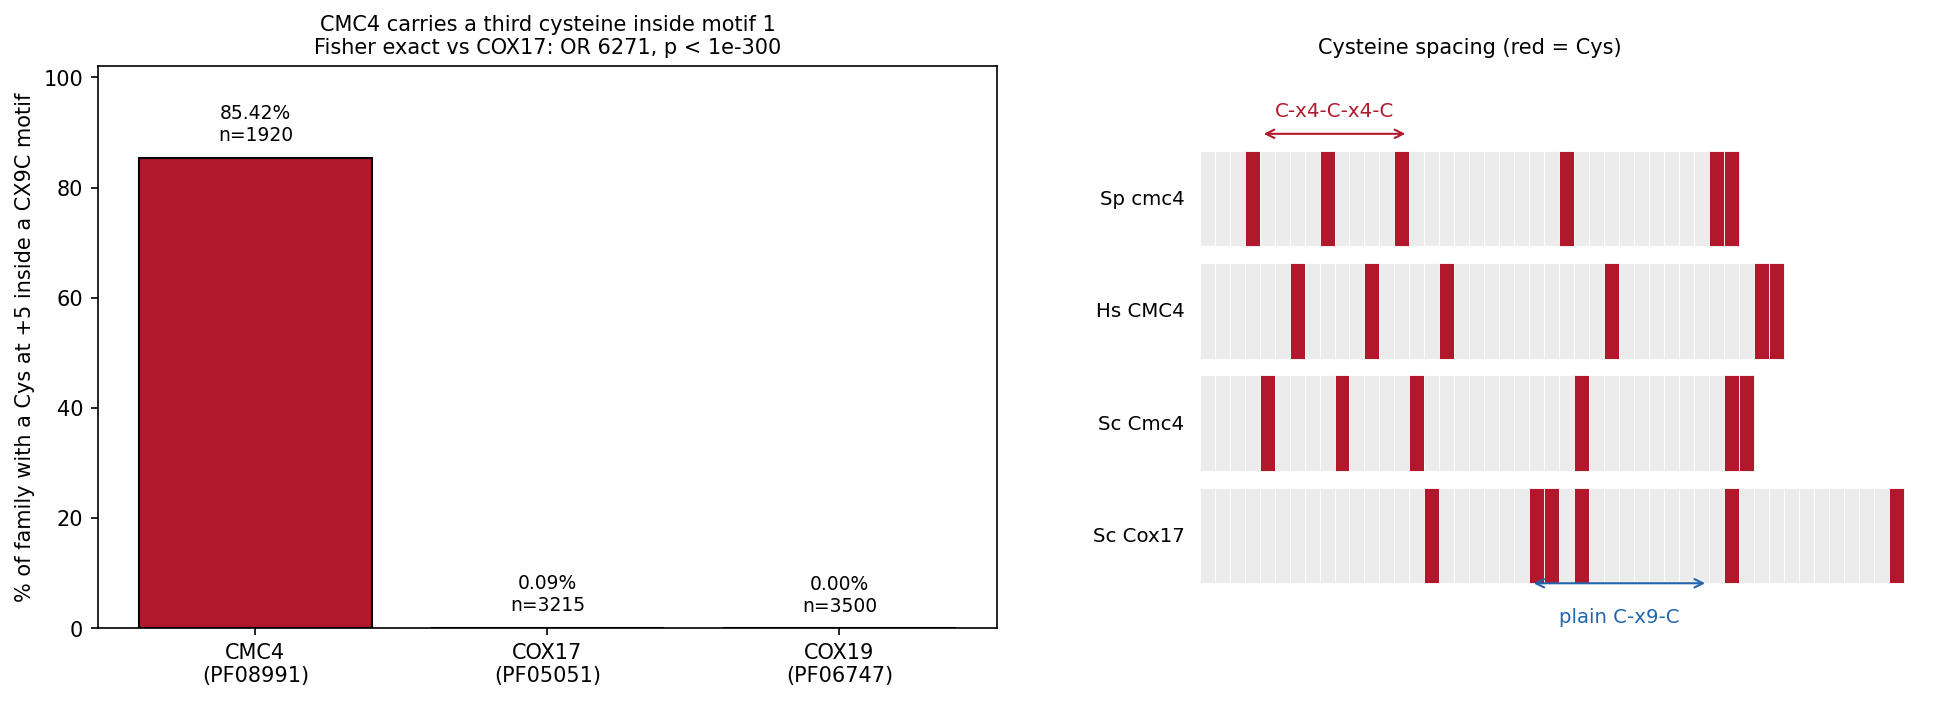 CMC4 carries a third cysteine inside motif 1
Fisher exact vs COX17: OR 6271, p < 1e-300
% of family with a Cys at +5 inside a CX9C motif
100
80
60
40
20
0
85.42%
n=1920
0.09%
n=3215
0.00%
n=3500
CMC4
(PF08991)
COX17
(PF05051)
COX19
(PF06747)
Cysteine spacing (red = Cys)
C-x4-C-x4-C
Sp cmc4
Hs CMC4
Sc Cmc4
Sc Cox17
plain C-x9-C